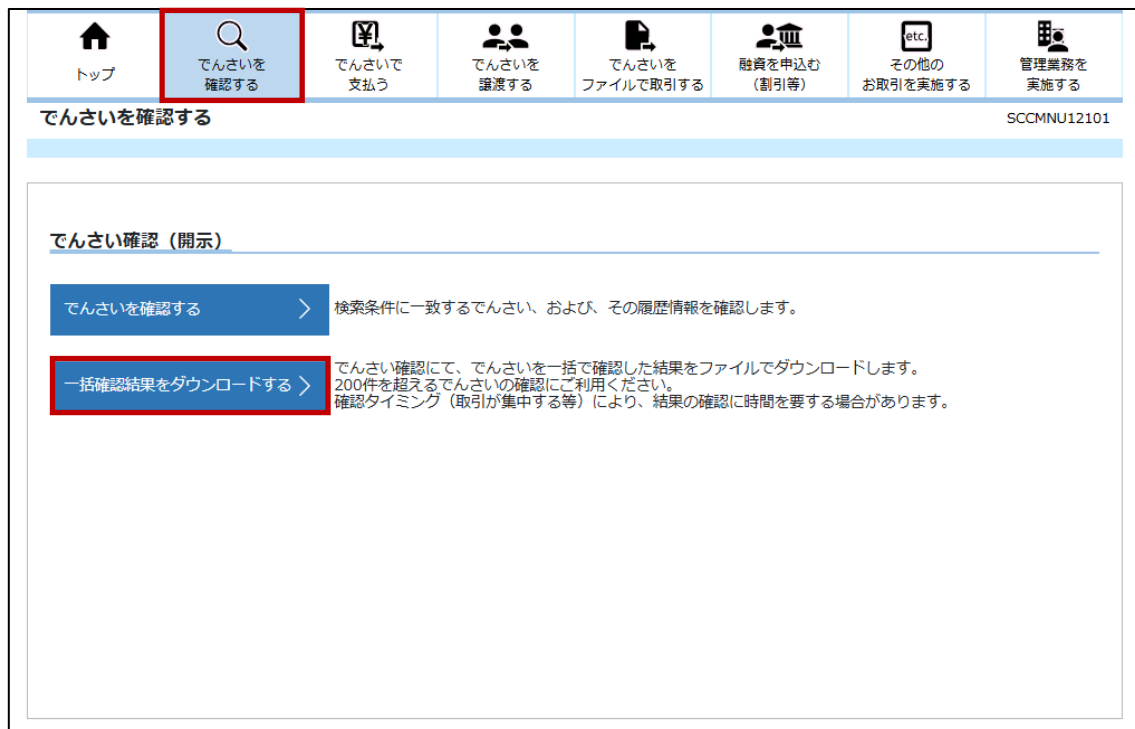 トップ
でんさいを
確認する
でんさいで
支払う
でんさいを
譲渡する
でんさいを
ファイルで取引する
融資を申込む
(割引等)
etc.
その他の
お取引を実施する
管理業務を
実施する
でんさいを確認する
SCCMNU12101
でんさい確認(開示)
でんさいを確認する
検索条件に一致するでんさい、および、その履歴情報を確認します。
一括確認結果をダウンロードする
でんさい確認にて、でんさいを一括で確認した結果をファイルでダウンロードします。
200件を超えるでんさいの確認にご利用ください。
確認タイミング(取引が集中する等)により、結果の確認に時間を要する場合があります。